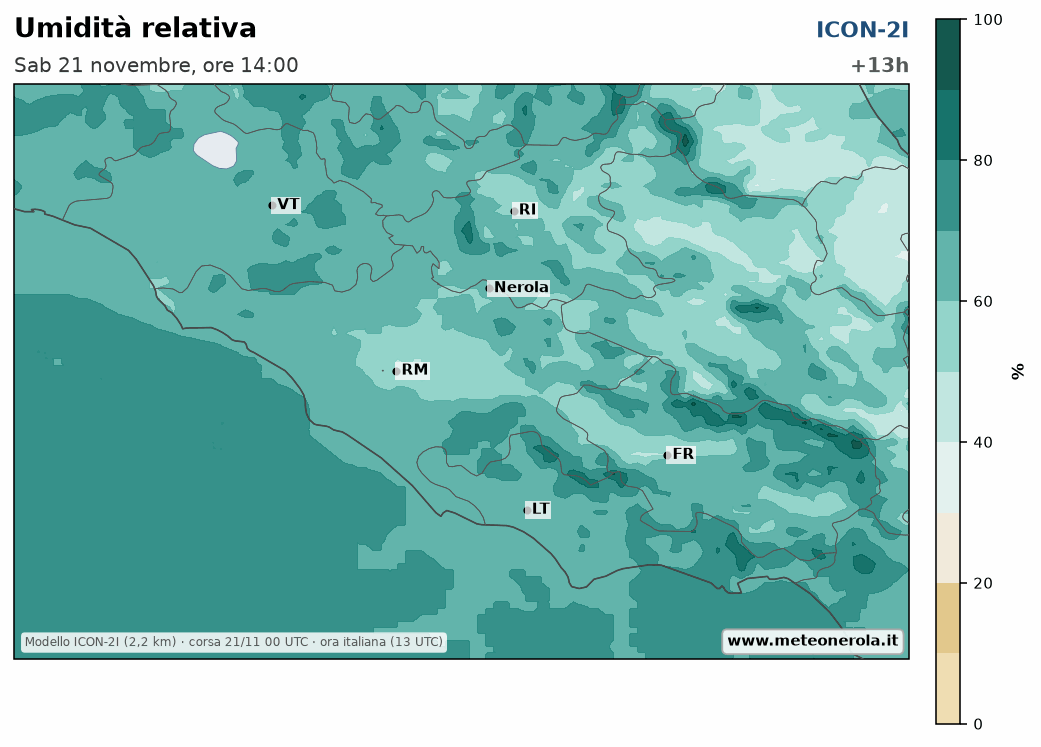 Umidità relativa
ICON-2I
Sab 21 novembre, ore 14:00
+13h
100
80
60
40
20
0
%
VT
RI
Nerola
RM
FR
LT
Modello ICON-2I (2,2 km) · corsa 21/11 00 UTC · ora italiana (13 UTC)
www.meteonerola.it